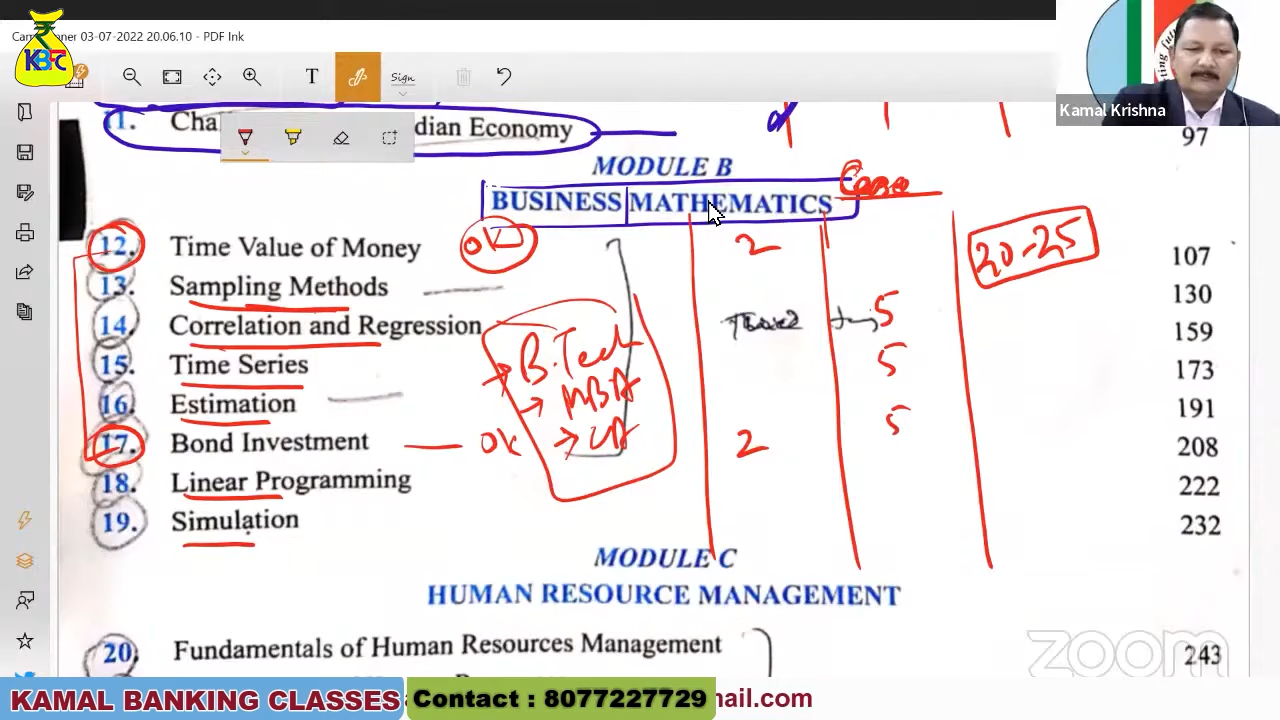 Cam
ner 03-07-2022 20.06.10 - PDF Ink
KBFC
T
Sign
Kamal Krishna
11. Cha
dian Economy
97
MODULE B
BUSINESS MATHEMATICS
Case
12. Time Value of Money OK 2 20-25 107
13. Sampling Methods 130
14. Correlation and Regression 5 159
15. Time Series B.Tech 5 173
16. Estimation MBA 191
17. Bond Investment OK CA 2 5 208
18. Linear Programming 222
19. Simulation 232
MODULE C
HUMAN RESOURCE MANAGEMENT
20. Fundamentals of Human Resources Management 243
zoom
KAMAL BANKING CLASSES Contact : 8077227729 mail.com